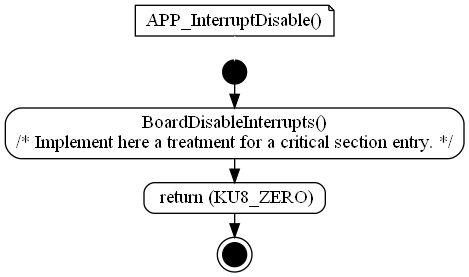 APP_InterruptDisable()
BoardDisableInterrupts()
/* Implement here a treatment for a critical section entry. */
return (KU8_ZERO)